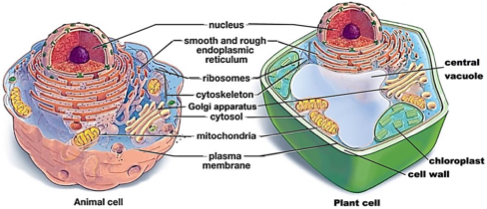 nucleus
smooth and rough
endoplasmic
reticulum
ribosomes
cytoskeleton
Golgi apparatus
cytosol
mitochondria
plasma
membrane
central
vacuole
chloroplast
cell wall
Animal cell
Plant cell